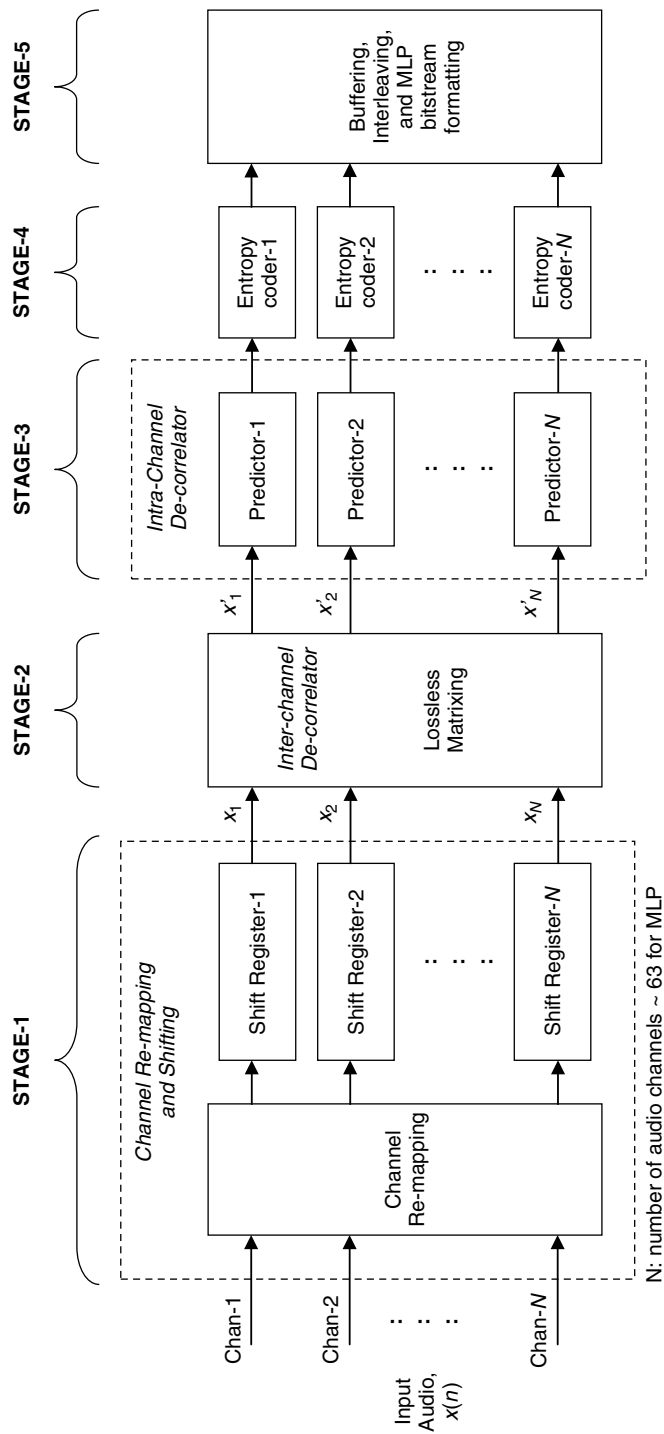 STAGE-1
STAGE-2
STAGE-3
STAGE-4
STAGE-5
Input
Audio,
x(n)
Chan-1
Chan-2
.. .. ..
Chan-N
Channel Re-mapping
and Shifting
Channel
Re-mapping
Shift Register-1
Shift Register-2
.. .. ..
Shift Register-N
x1
x2
xN
Inter-channel
De-correlator
Lossless
Matrixing
x'1
x'2
x'N
Intra-Channel
De-correlator
Predictor-1
Predictor-2
.. .. ..
Predictor-N
Entropy
coder-1
Entropy
coder-2
.. .. ..
Entropy
coder-N
Buffering,
Interleaving,
and MLP
bitstream
formatting
N: number of audio channels ~ 63 for MLP